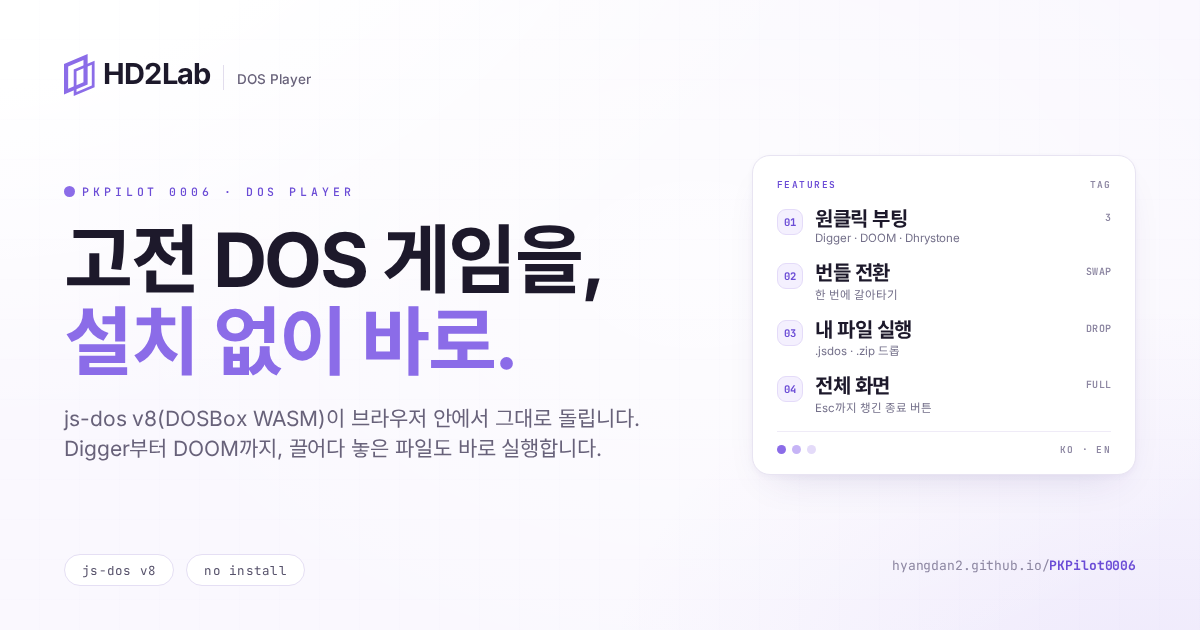 HD2Lab
DOS Player
PKPILOT 0006 · DOS PLAYER
고전 DOS 게임을,
설치 없이 바로.
js-dos v8(DOSBox WASM)이 브라우저 안에서 그대로 돌립니다.
Digger부터 DOOM까지, 끌어다 놓은 파일도 바로 실행합니다.
js-dos v8
no install
FEATURES
TAG
01
원클릭 부팅
3
Digger · DOOM · Dhrystone
02
번들 전환
SWAP
한 번에 갈아타기
03
내 파일 실행
DROP
.jsdos · .zip 드롭
04
전체 화면
FULL
Esc까지 챙긴 종료 버튼
KO · EN
hyangdan2.github.io/PKPilot0006